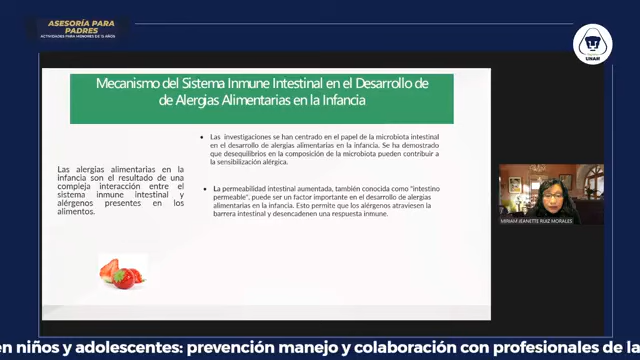 ASESORÍA PARA
PADRES
ACTIVIDADES PARA MENORES DE 15 AÑOS
UNAM
Mecanismo del Sistema Inmune Intestinal en el Desarrollo de
de Alergias Alimentarias en la Infancia
Las alergias alimentarias en la
infancia son el resultado de una
compleja interacción entre el
sistema inmune intestinal y
alérgenos presentes en los
alimentos.
• Las investigaciones se han centrado en el papel de la microbiota intestinal
en el desarrollo de alergias alimentarias en la infancia. Se ha demostrado
que desequilibrios en la composición de la microbiota pueden contribuir a
la sensibilización alérgica.
• La permeabilidad intestinal aumentada, también conocida como "intestino
permeable", puede ser un factor importante en el desarrollo de alergias
alimentarias en la infancia. Esto permite que los alérgenos atraviesen la
barrera intestinal y desencadenen una respuesta inmune.
MIRIAM JEANETTE RUIZ MORALES
en niños y adolescentes: prevención manejo y colaboración con profesionales de la